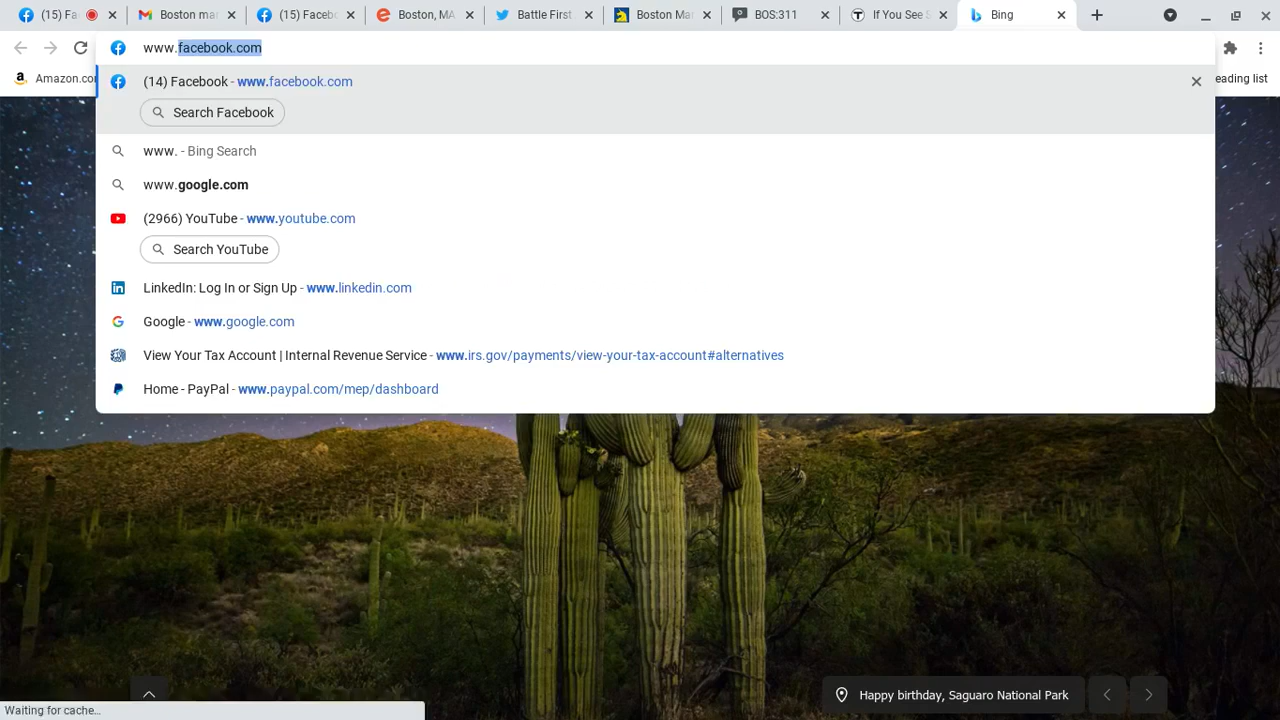 (15) Fa Boston mar (15) Facebo Boston, MA Battle First Boston Mar BOS:311 If You See S Bing
www.facebook.com
Amazon.com eading list
(14) Facebook - www.facebook.com
Search Facebook
www. - Bing Search
www.google.com
(2966) YouTube - www.youtube.com
Search YouTube
LinkedIn: Log In or Sign Up - www.linkedin.com
Google - www.google.com
View Your Tax Account | Internal Revenue Service - www.irs.gov/payments/view-your-tax-account#alternatives
Home - PayPal - www.paypal.com/mep/dashboard
Happy birthday, Saguaro National Park
Waiting for cache...